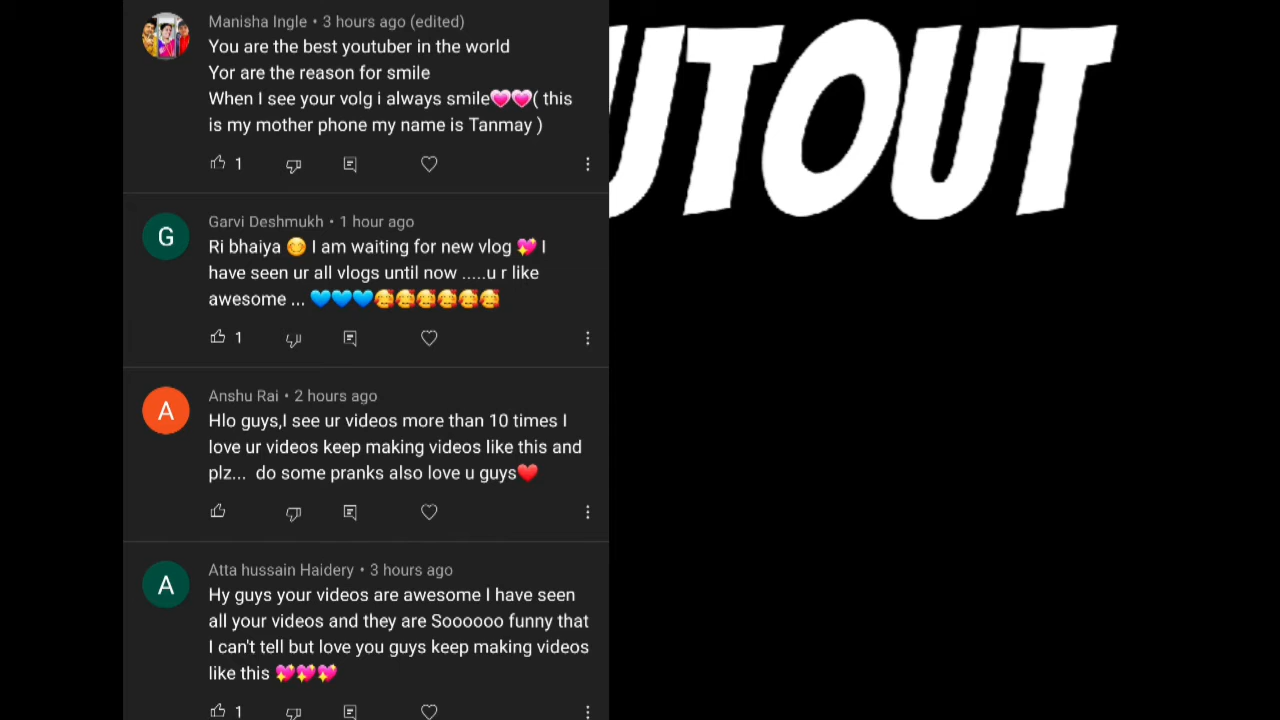 Manisha Ingle • 3 hours ago (edited)
You are the best youtuber in the world
Yor are the reason for smile
When I see your volg i always smile💗💗( this
is my mother phone my name is Tanmay )
1
G
Garvi Deshmukh • 1 hour ago
Ri bhaiya 😊 I am waiting for new vlog 💖 I
have seen ur all vlogs until now .....u r like
awesome ... 💙💙💙🥰🥰🥰🥰🥰🥰
1
A
Anshu Rai • 2 hours ago
Hlo guys,I see ur videos more than 10 times I
love ur videos keep making videos like this and
plz...  do some pranks also love u guys❤️
A
Atta hussain Haidery • 3 hours ago
Hy guys your videos are awesome I have seen
all your videos and they are Soooooo funny that
I can't tell but love you guys keep making videos
like this 💖💖💖
1
UTOUT